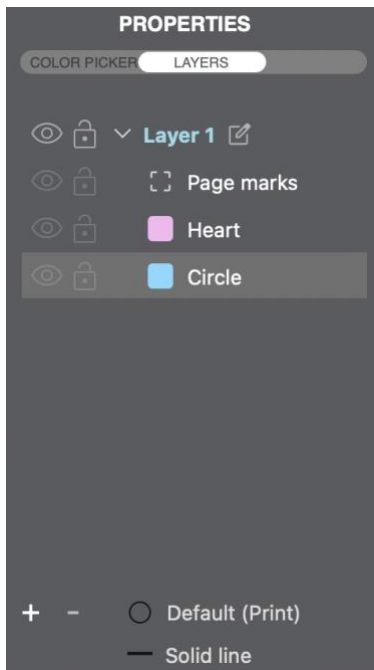 PROPERTIES
COLOR PICKER LAYERS
Layer 1
Page marks
Heart
Circle
+ - Default (Print)
Solid line